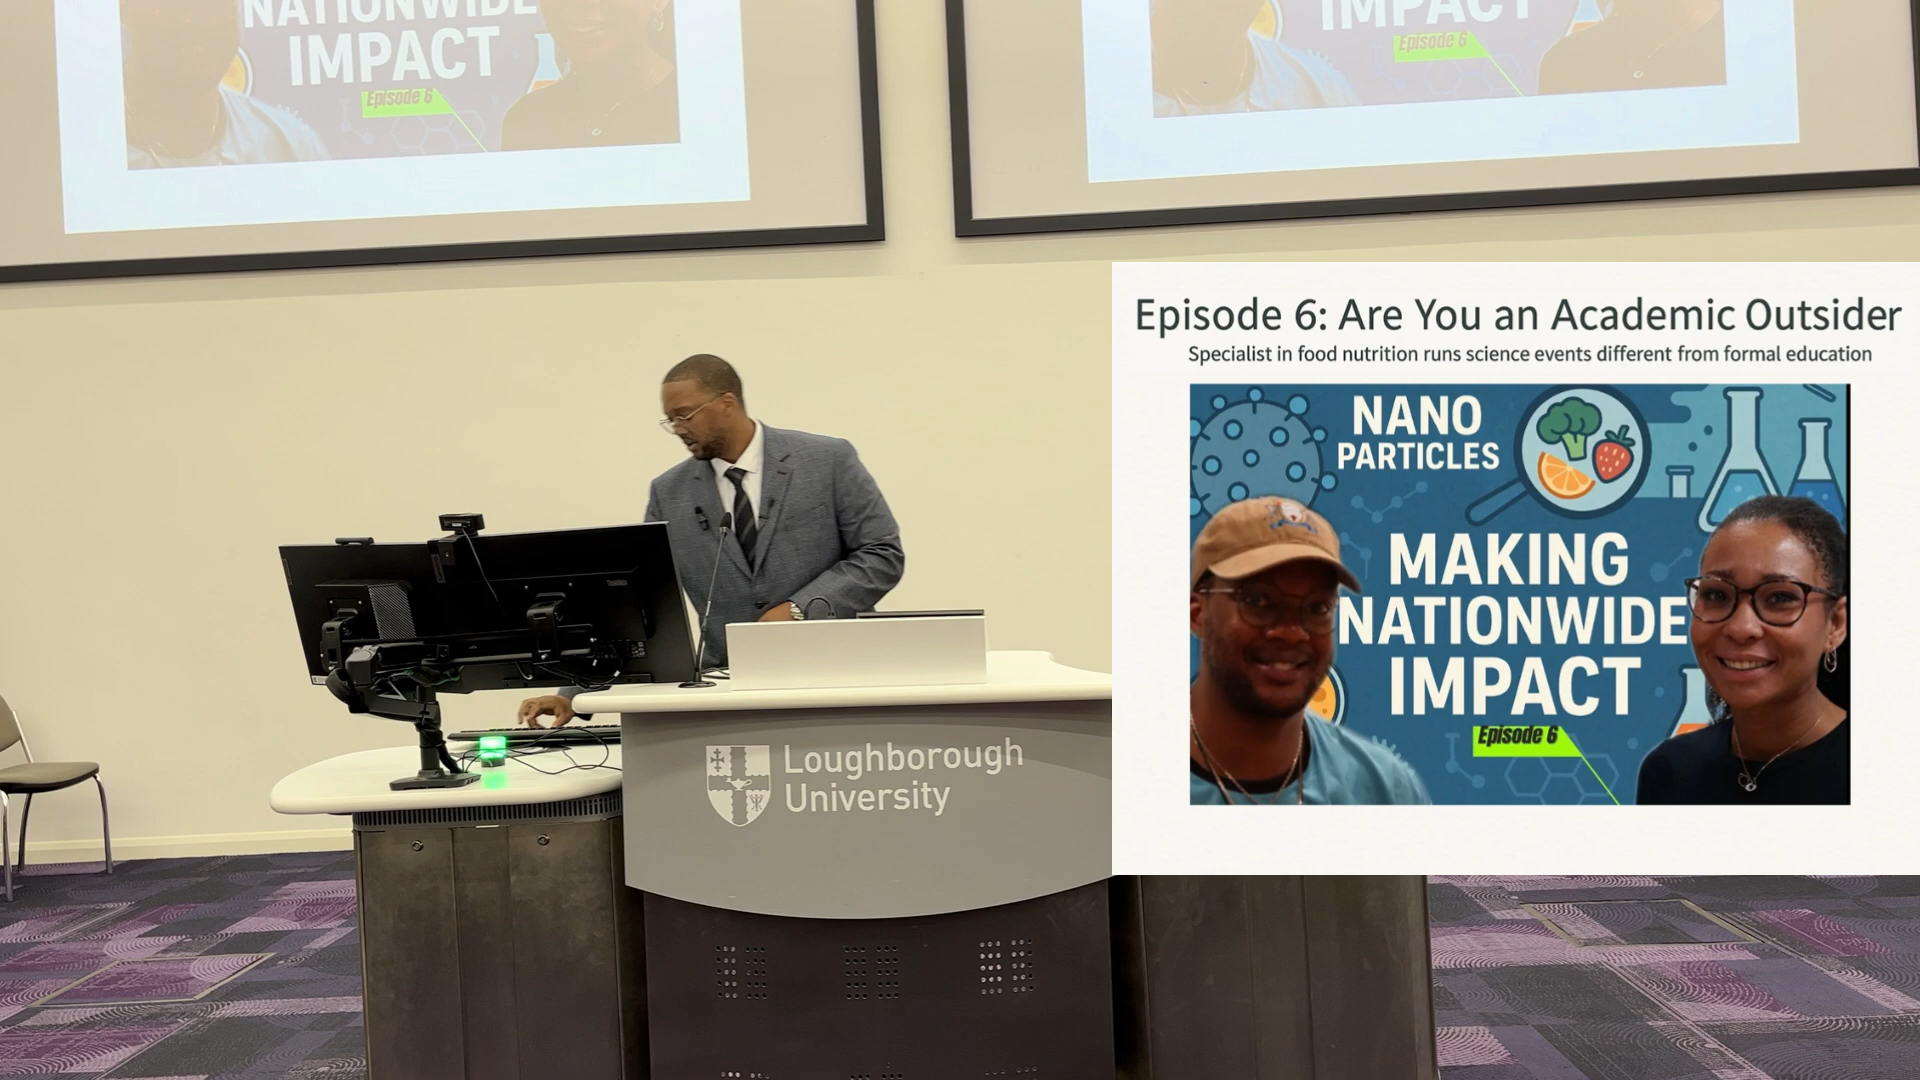 NATIONWIDE
IMPACT
Episode 6
IMPACT
Episode 6
Episode 6: Are You an Academic Outsider
Specialist in food nutrition runs science events different from formal education
NANO
PARTICLES
MAKING
NATIONWIDE
IMPACT
Episode 6
Loughborough
University